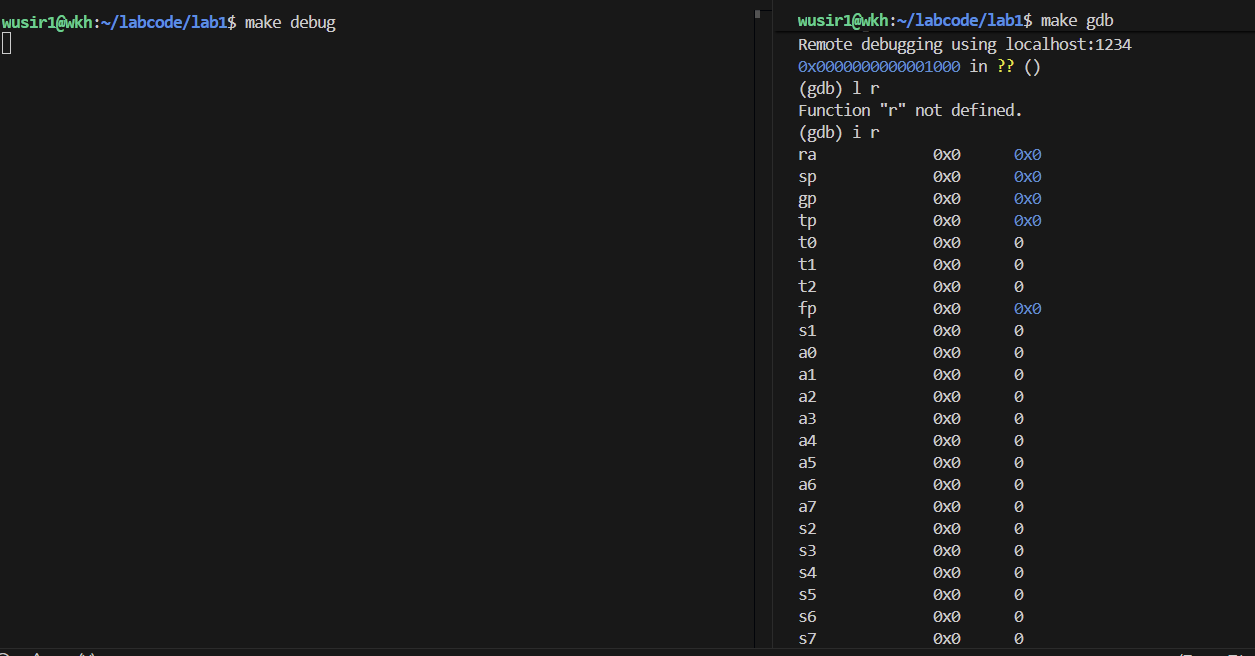 wusir1@wkh:~/labcode/lab1$ make debug
wusir1@wkh:~/labcode/lab1$ make gdb
Remote debugging using localhost:1234
0x0000000000001000 in ?? ()
(gdb) l r
Function "r" not defined.
(gdb) i r
ra 0x0 0x0
sp 0x0 0x0
gp 0x0 0x0
tp 0x0 0x0
t0 0x0 0
t1 0x0 0
t2 0x0 0
fp 0x0 0x0
s1 0x0 0
a0 0x0 0
a1 0x0 0
a2 0x0 0
a3 0x0 0
a4 0x0 0
a5 0x0 0
a6 0x0 0
a7 0x0 0
s2 0x0 0
s3 0x0 0
s4 0x0 0
s5 0x0 0
s6 0x0 0
s7 0x0 0